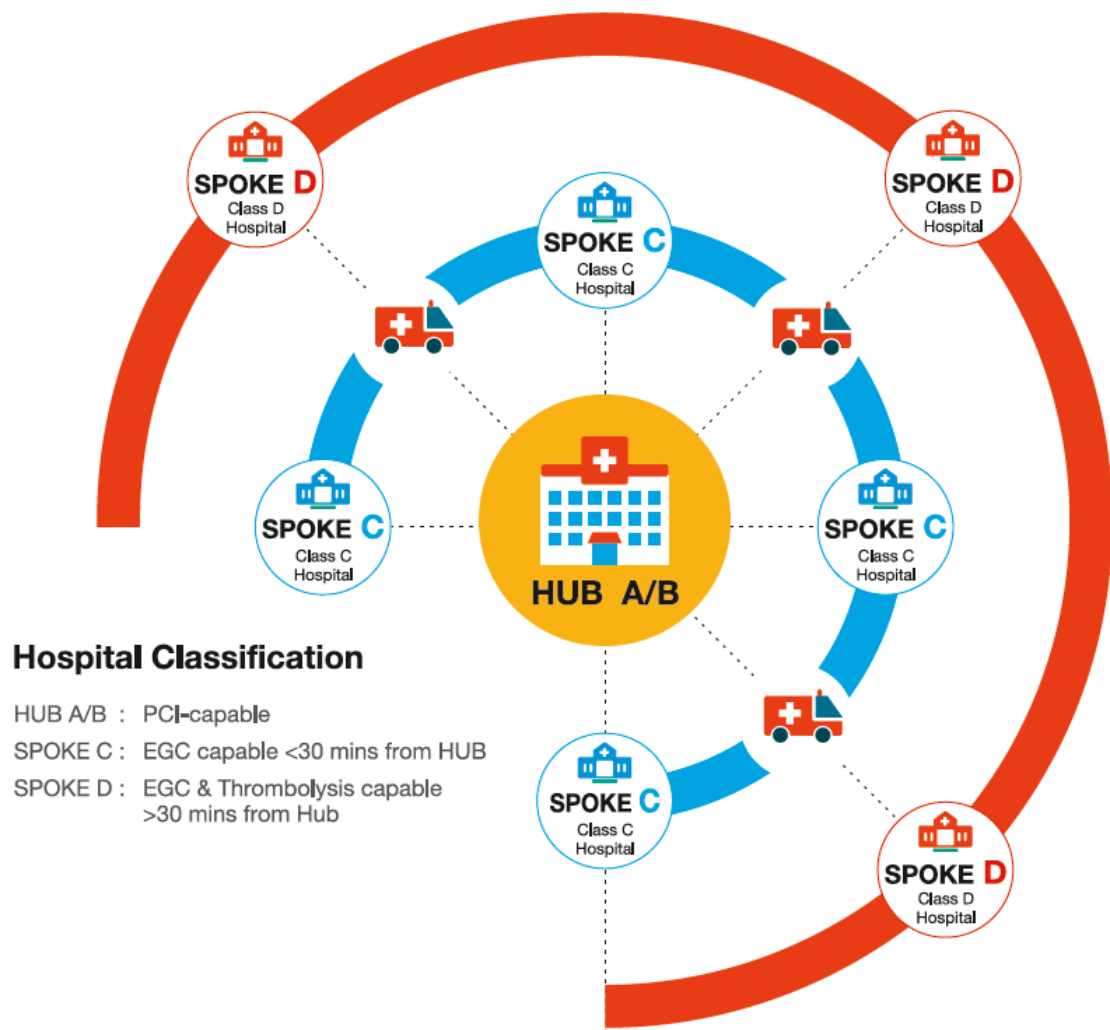 SPOKE D
Class D
Hospital
SPOKE D
Class D
Hospital
SPOKE C
Class C
Hospital
SPOKE C
Class C
Hospital
HUB A/B
SPOKE C
Class C
Hospital
Hospital Classification
HUB A/B : PCI-capable
SPOKE C : EGC capable <30 mins from HUB
SPOKE D : EGC & Thrombolysis capable
>30 mins from Hub
SPOKE C
Class C
Hospital
SPOKE D
Class D
Hospital